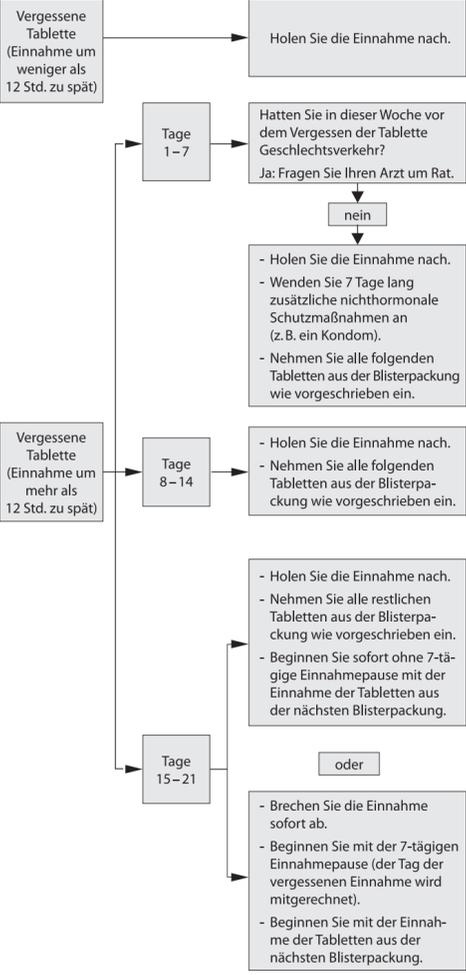 Vergessene
Tablette
(Einnahme um
weniger als
12 Std. zu spät)
Holen Sie die Einnahme nach.
Tage
1–7
Hatten Sie in dieser Woche vor
dem Vergessen der Tablette
Geschlechtsverkehr?
Ja: Fragen Sie Ihren Arzt um Rat.
nein
- Holen Sie die Einnahme nach.
- Wenden Sie 7 Tage lang
zusätzliche nichthormonale
Schutzmaßnahmen an
(z. B. ein Kondom).
- Nehmen Sie alle folgenden
Tabletten aus der Blisterpackung
wie vorgeschrieben ein.
Vergessene
Tablette
(Einnahme um
mehr als
12 Std. zu spät)
Tage
8–14
- Holen Sie die Einnahme nach.
- Nehmen Sie alle folgenden
Tabletten aus der Blisterpa-
ckung wie vorgeschrieben ein.
Tage
15–21
- Holen Sie die Einnahme nach.
- Nehmen Sie alle restlichen
Tabletten aus der Blisterpa-
ckung wie vorgeschrieben ein.
- Beginnen Sie sofort ohne 7-tä-
gige Einnahmepause mit der
Einnahme der Tabletten aus
der nächsten Blisterpackung.
oder
- Brechen Sie die Einnahme
sofort ab.
- Beginnen Sie mit der 7-tägigen
Einnahmepause (der Tag der
vergessenen Einnahme wird
mitgerechnet).
- Beginnen Sie mit der Einnah-
me der Tabletten aus der
nächsten Blisterpackung.